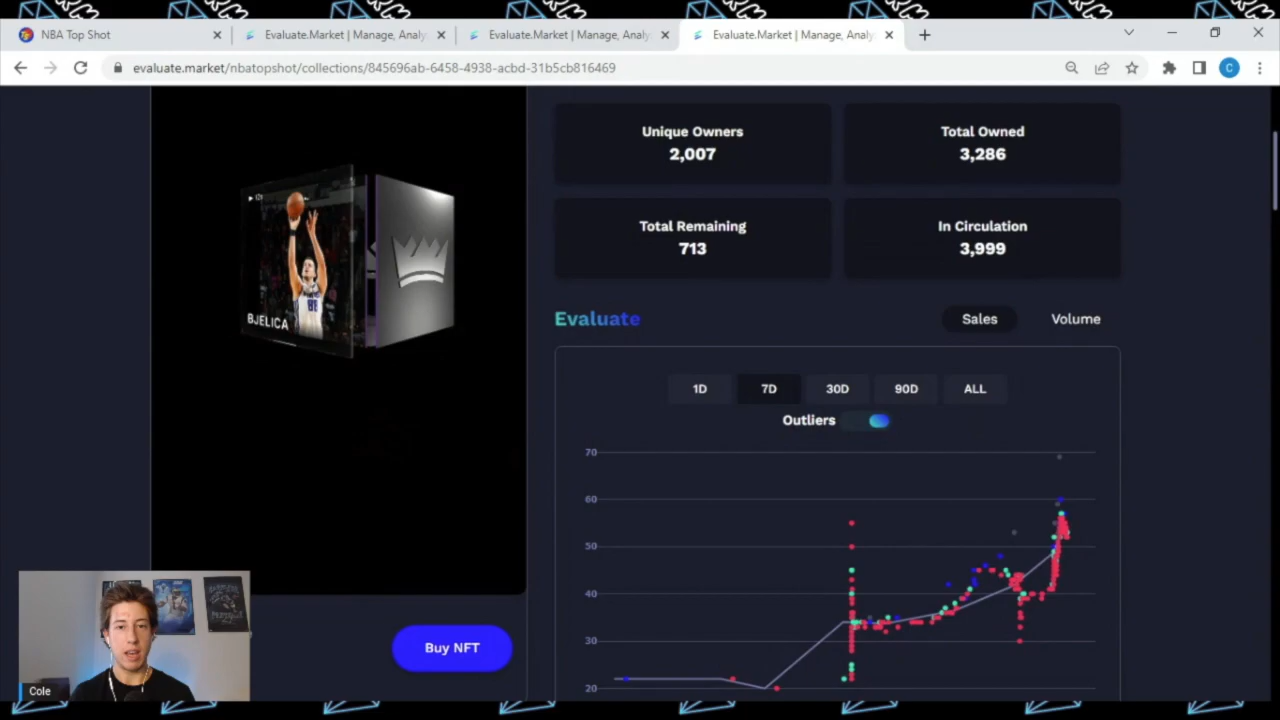 NBA Top Shot
Evaluate.Market | Manage, Analy
Evaluate.Market | Manage, Analy
Evaluate.Market | Manage, Analy
evaluate.market/nbatopshot/collections/845696ab-6458-4938-acbd-31b5cb816469
C
Unique Owners
2,007
Total Owned
3,286
Total Remaining
713
In Circulation
3,999
BJELICA
88
Evaluate
Sales
Volume
1D
7D
30D
90D
ALL
Outliers
70
60
50
40
30
20
Buy NFT
Cole